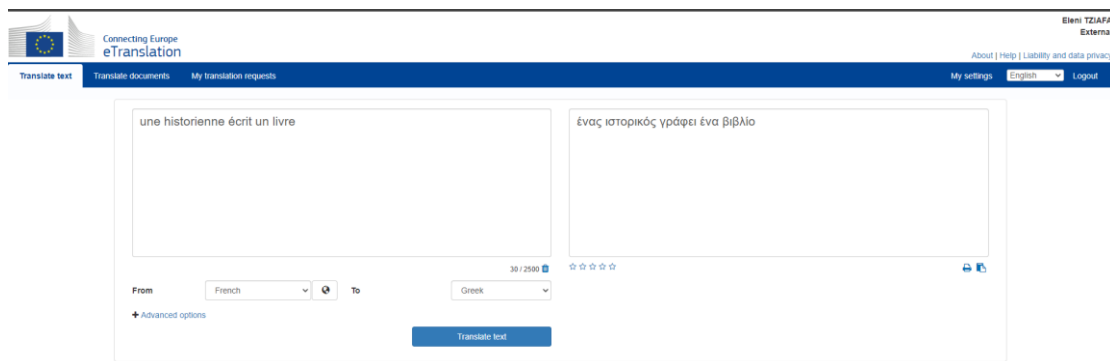 Eleni TZIAFA
Externa
Connecting Europe
eTranslation
About | Help | Liability and data privacy
Translate text Translate documents My translation requests My settings English Logout
une historienne écrit un livre
ένας ιστορικός γράφει ένα βιβλίο
30 / 2500
From French To Greek
+ Advanced options
Translate text